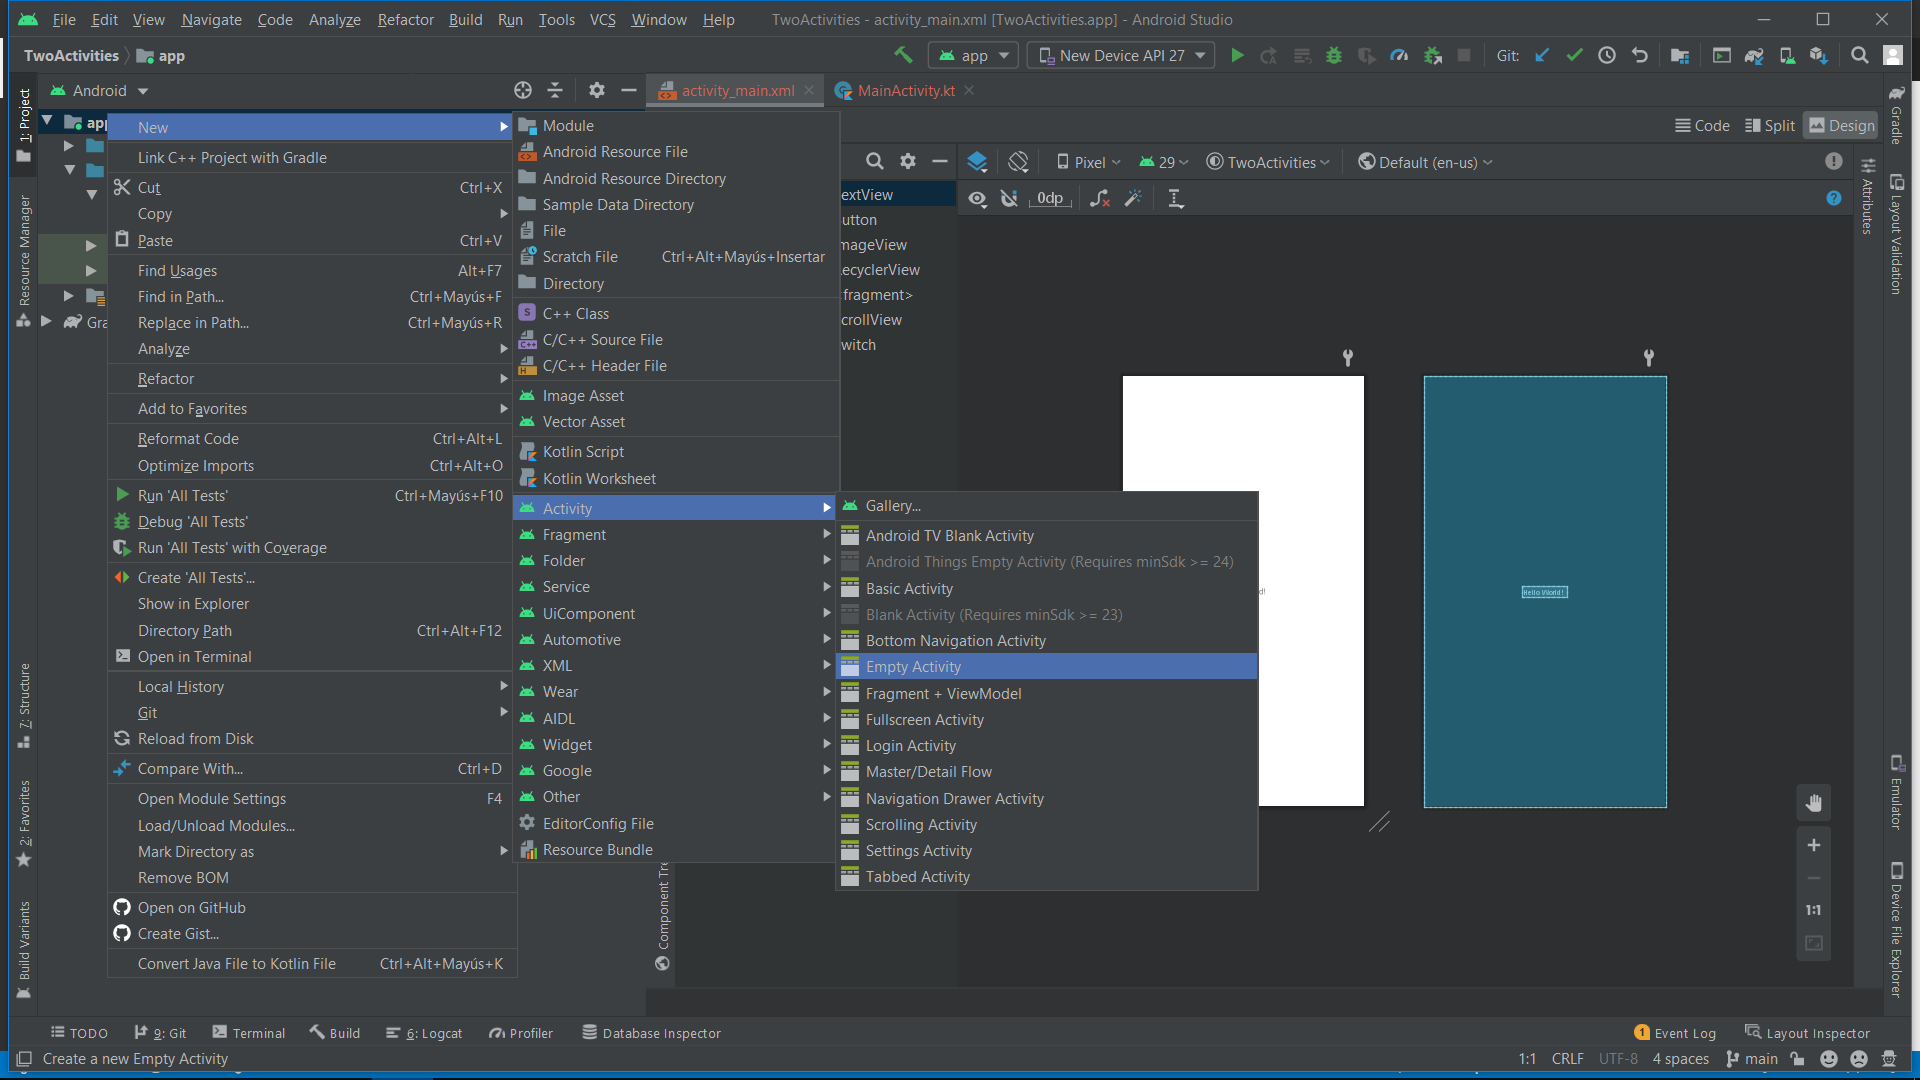 File Edit View Navigate Code Analyze Refactor Build Run Tools VCS Window Help TwoActivities - activity_main.xml [TwoActivities.app] - Android Studio
TwoActivities app app New Device API 27 Git:
Android activity_main.xml MainActivity.kt
1: Project
Resource Manager
7: Structure
2: Favorites
Build Variants
app
Gra
New
Link C++ Project with Gradle
Cut Ctrl+X
Copy
Paste Ctrl+V
Find Usages Alt+F7
Find in Path... Ctrl+Mayús+F
Replace in Path... Ctrl+Mayús+R
Analyze
Refactor
Add to Favorites
Reformat Code Ctrl+Alt+L
Optimize Imports Ctrl+Alt+O
Run 'All Tests' Ctrl+Mayús+F10
Debug 'All Tests'
Run 'All Tests' with Coverage
Create 'All Tests'...
Show in Explorer
Directory Path Ctrl+Alt+F12
Open in Terminal
Local History
Git
Reload from Disk
Compare With... Ctrl+D
Open Module Settings F4
Load/Unload Modules...
Mark Directory as
Remove BOM
Open on GitHub
Create Gist...
Convert Java File to Kotlin File Ctrl+Alt+Mayús+K
Module
Android Resource File
Android Resource Directory
Sample Data Directory
File
Scratch File Ctrl+Alt+Mayús+Insertar
Directory
C++ Class
C/C++ Source File
C/C++ Header File
Image Asset
Vector Asset
Kotlin Script
Kotlin Worksheet
Activity
Fragment
Folder
Service
UiComponent
Automotive
XML
Wear
AIDL
Widget
Google
Other
EditorConfig File
Resource Bundle
Gallery...
Android TV Blank Activity
Android Things Empty Activity (Requires minSdk >= 24)
Basic Activity
Blank Activity (Requires minSdk >= 23)
Bottom Navigation Activity
Empty Activity
Fragment + ViewModel
Fullscreen Activity
Login Activity
Master/Detail Flow
Navigation Drawer Activity
Scrolling Activity
Settings Activity
Tabbed Activity
Code Split Design
Pixel 29 TwoActivities Default (en-us)
0dp
extView
utton
mageView
ecyclerView
fragment>
crollView
witch
Component Tre
d!
Hello World!
1:1
Gradle
Attributes
Layout Validation
Emulator
Device File Explorer
TODO 9: Git Terminal Build 6: Logcat Profiler Database Inspector 1 Event Log Layout Inspector
Create a new Empty Activity 1:1 CRLF UTF-8 4 spaces main